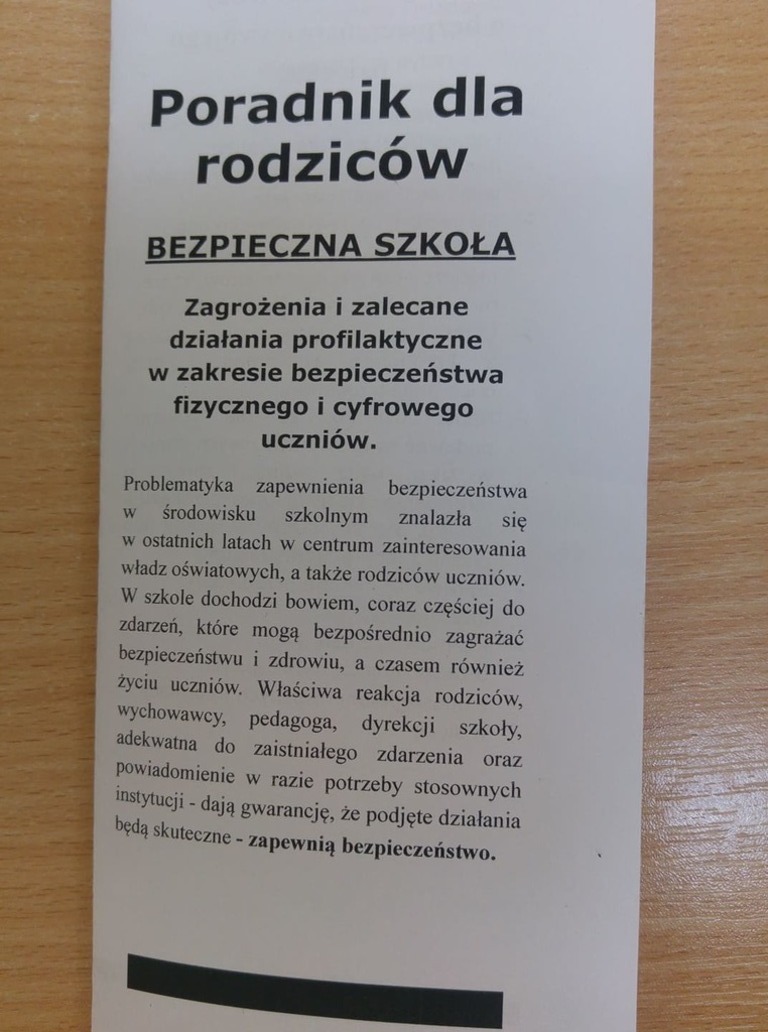 Poradnik dla
rodziców
BEZPIECZNA SZKOŁA
Zagrożenia i zalecane
działania profilaktyczne
w zakresie bezpieczeństwa
fizycznego i cyfrowego
uczniów.
Problematyka zapewnienia bezpieczeństwa
w środowisku szkolnym znalazła się
w ostatnich latach w centrum zainteresowania
władz oświatowych, a także rodziców uczniów.
W szkole dochodzi bowiem, coraz częściej do
zdarzeń, które mogą bezpośrednio zagrażać
bezpieczeństwu i zdrowiu, a czasem również
życiu uczniów. Właściwa reakcja rodziców,
wychowawcy, pedagoga, dyrekcji szkoły,
adekwatna do zaistniałego zdarzenia oraz
powiadomienie w razie potrzeby stosownych
instytucji - dają gwarancję, że podjęte działania
będą skuteczne - zapewnią bezpieczeństwo.